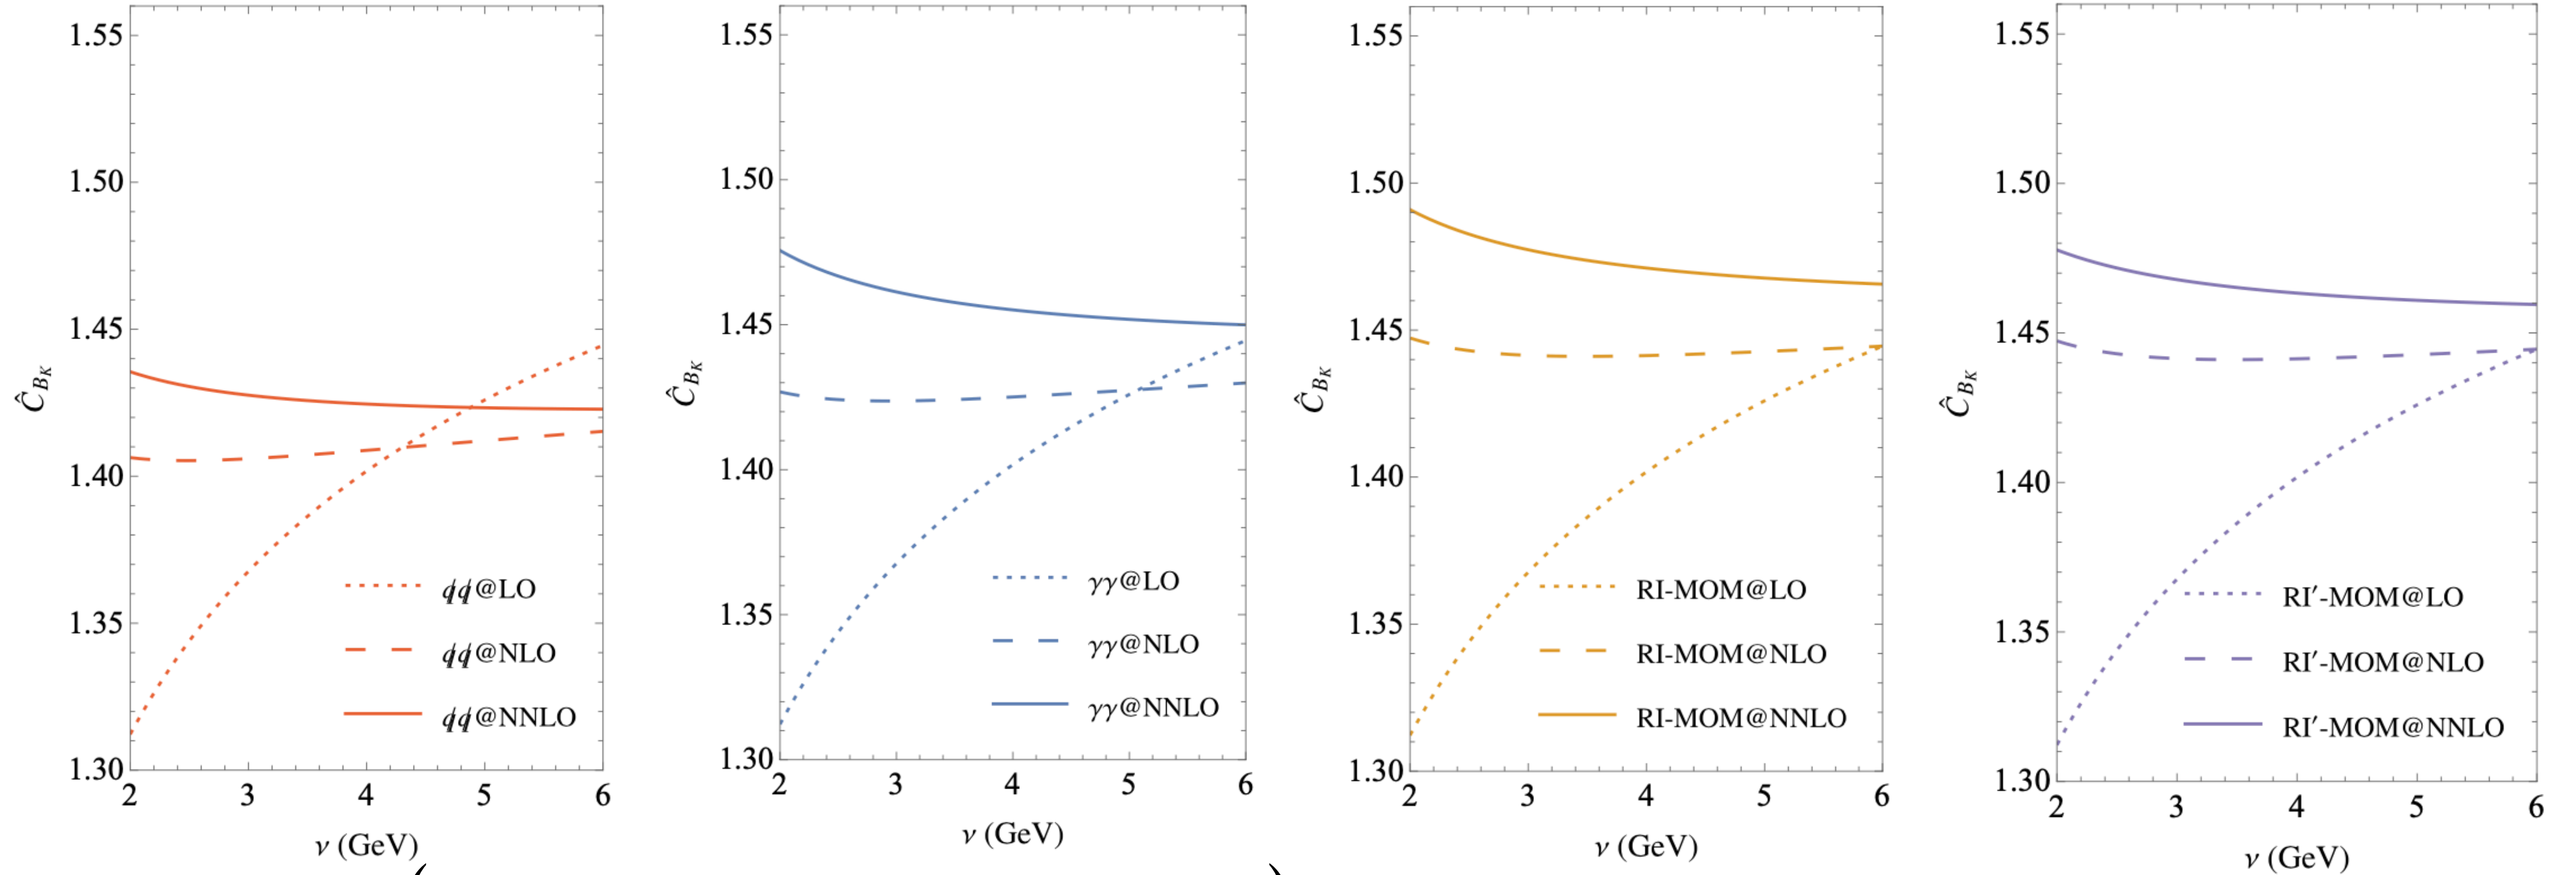 1.55
1.50
1.45
1.40
1.35
1.30
Ĉ_{B_K}
2 3 4 5 6
ν (GeV)
q̸q̸@LO
q̸q̸@NLO
q̸q̸@NNLO
1.55
1.50
1.45
1.40
1.35
1.30
Ĉ_{B_K}
2 3 4 5 6
ν (GeV)
γγ@LO
γγ@NLO
γγ@NNLO
1.55
1.50
1.45
1.40
1.35
1.30
Ĉ_{B_K}
2 3 4 5 6
ν (GeV)
RI-MOM@LO
RI-MOM@NLO
RI-MOM@NNLO
1.55
1.50
1.45
1.40
1.35
1.30
Ĉ_{B_K}
2 3 4 5 6
ν (GeV)
RI′-MOM@LO
RI′-MOM@NLO
RI′-MOM@NNLO